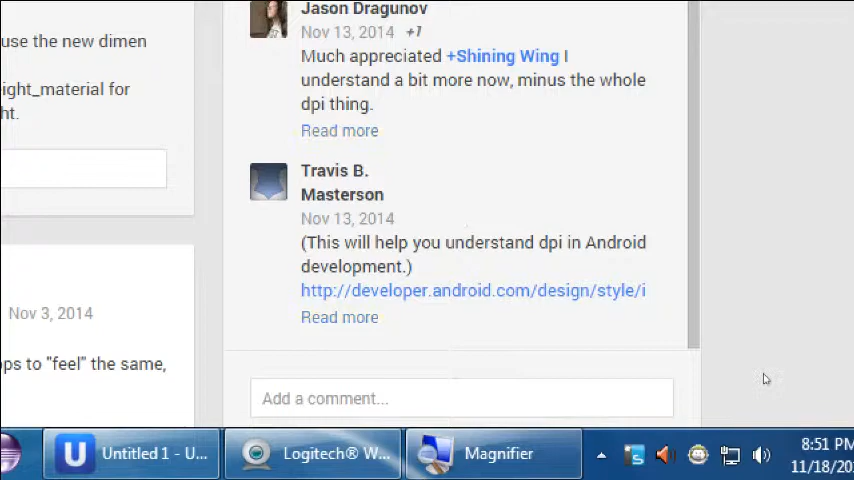 use the new dimen
ight_material for
ht.
Nov 3, 2014
ops to "feel" the same,
Jason Dragunov
Nov 13, 2014 +1
Much appreciated +Shining Wing I
understand a bit more now, minus the whole
dpi thing.
Read more
Travis B.
Masterson
Nov 13, 2014
(This will help you understand dpi in Android
development.)
http://developer.android.com/design/style/i
Read more
Add a comment...
Untitled 1 - U...
Logitech® W...
Magnifier
8:51 PM
11/18/20